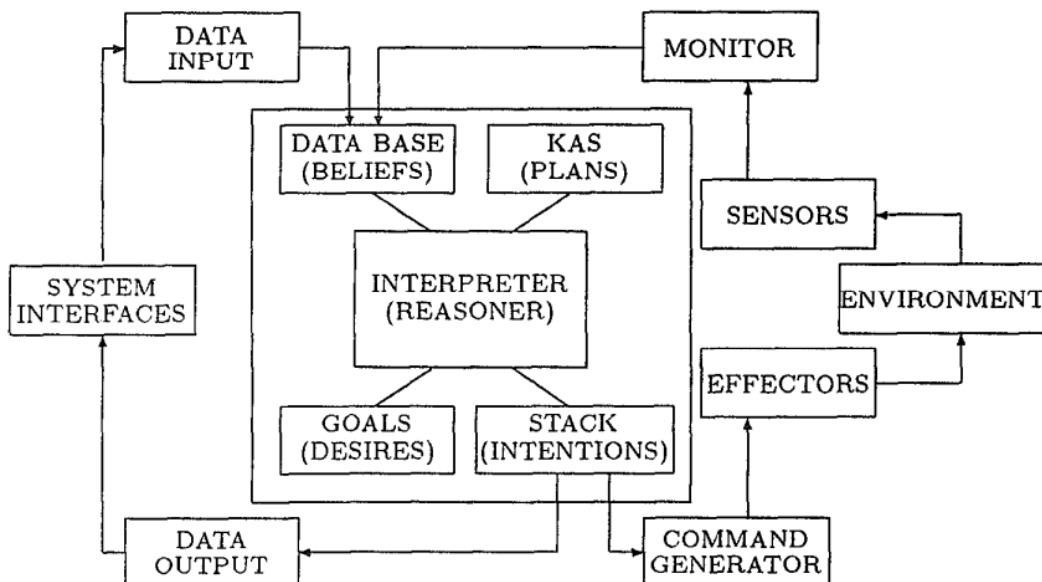 DATA
INPUT
MONITOR
DATA BASE
(BELIEFS)
KAS
(PLANS)
SENSORS
INTERPRETER
(REASONER)
SYSTEM
INTERFACES
ENVIRONMENT
EFFECTORS
GOALS
(DESIRES)
STACK
(INTENTIONS)
DATA
OUTPUT
COMMAND
GENERATOR